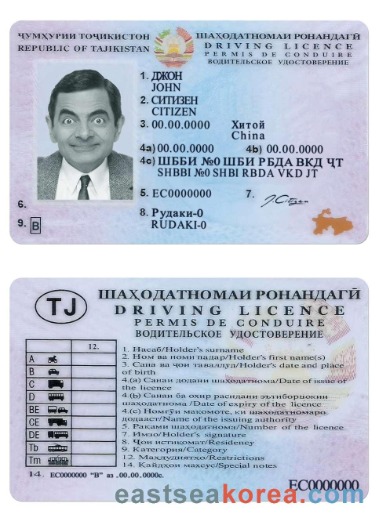 ҶУМҲУРИИ ТОҶИКИСТОН
REPUBLIC OF TAJIKISTAN
ШАҲОДАТНОМАИ РОНАНДАГӢ
DRIVING LICENCE
PERMIS DE CONDUIRE
ВОДИТЕЛЬСКОЕ УДОСТОВЕРЕНИЕ
1. ДЖОН
JOHN
2. СИТИЗЕН
CITIZEN
3. 00.00.0000 Хитой
China
4a) 00.00.0000 4b) 00.00.0000
4c) ШББИ №0 ШБИ РБДА ВКД ҶТ
SHBBI №0 SHBI RBDA VKD JT
5. EC0000000 7.
6.
8. Рудаки-0
RUDAKI-0
9. B
TJ
ШАҲОДАТНОМАИ РОНАНДАГӢ
DRIVING LICENCE
PERMIS DE CONDUIRE
ВОДИТЕЛЬСКОЕ УДОСТОВЕРЕНИЕ
12.
A
B
C
D
BE
CE
DE
Tb
Tm
1. Насаб/Holder's surname
2. Ном ва номи падар/Holder's first name(s)
3. Сана ва ҷои таваллуд/Holder's date and place
of birth
4.(a) Санаи додани шаҳодатнома/Date of issue of
the licence
4.(b) Санаи ба охир расидани эътиборнокии
шаҳодатнома /Date of expiry of the licence
4.(c) Номгӯи мақомоте, ки шаҳодатномаро
додааст/Name of the issuing authority
5. Рақами шаҳодатнома/Number of the licence
7. Имзо/Holder's signature
8. Ҷои истиқомат/Residency
9. Категория/Category
12. Маҳдудиятҳо/Restrictions
14. Қайдҳои махсус/Special notes
14. EC0000000 "B" аз .00.00.0000с.
EC0000000
eastseakorea.com